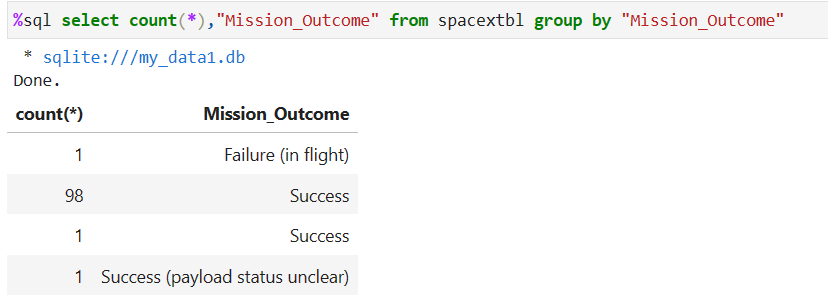 %sql select count(*),"Mission_Outcome" from spacextbl group by "Mission_Outcome"
* sqlite:///my_data1.db
Done.
count(*) Mission_Outcome
1 Failure (in flight)
98 Success
1 Success
1 Success (payload status unclear)